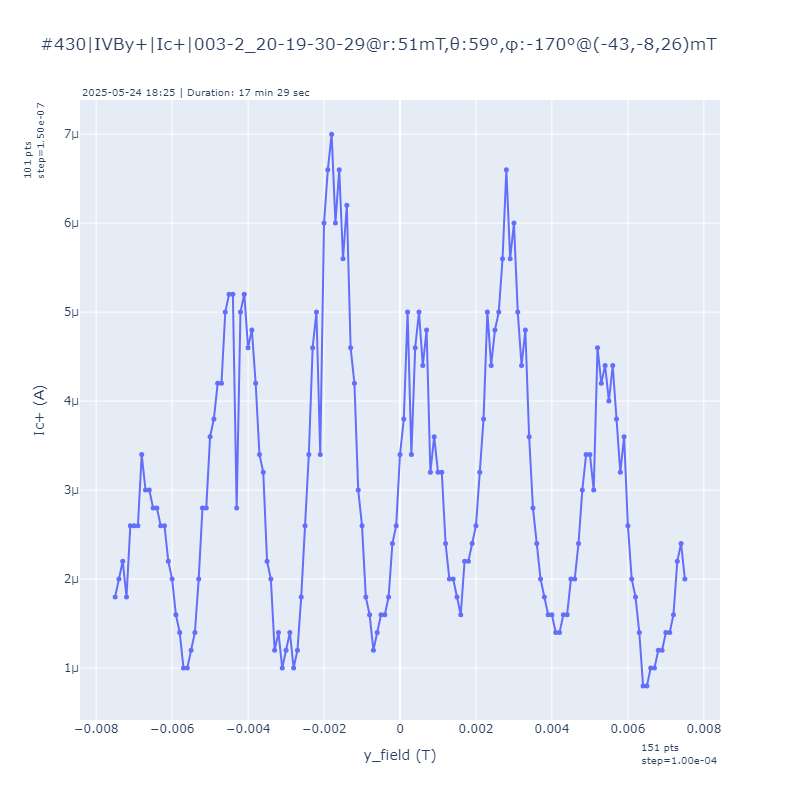 #430|IVBy+|Ic+|003-2_20-19-30-29@r:51mT,θ:59º,φ:-170º@(-43,-8,26)mT
2025-05-24 18:25 | Duration: 17 min 29 sec
101 pts
step=1.50e-07
7μ
6μ
5μ
4μ
3μ
2μ
1μ
Ic+ (A)
−0.008 −0.006 −0.004 −0.002 0 0.002 0.004 0.006 0.008
y_field (T)
151 pts
step=1.00e-04